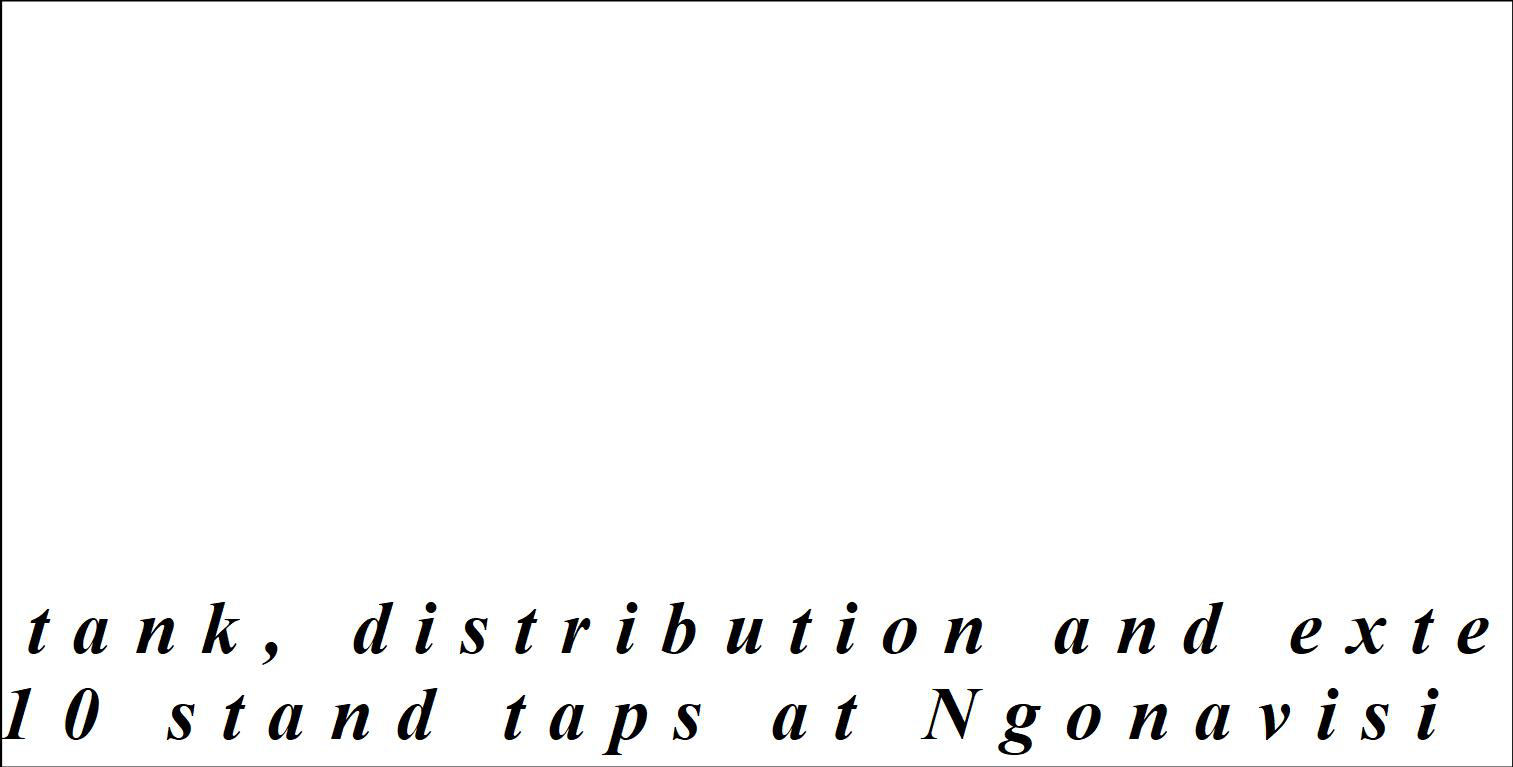 tank, distribution and exte
10 stand taps at Ngonavisi